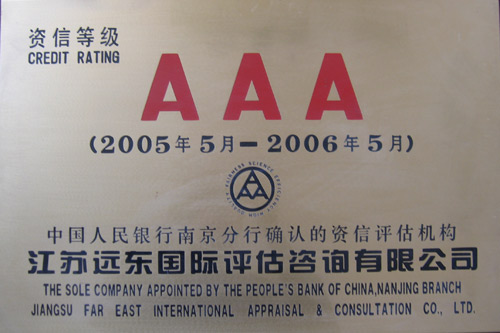 资信等级
CREDIT RATING
AAA
(2005年5月—2006年5月)
中国人民银行南京分行确认的资信评估机构
江苏远东国际评估咨询有限公司
THE SOLE COMPANY APPOINTED BY THE PEOPLE'S BANK OF CHINA,NANJING BRANCH
JIANGSU FAR EAST INTERNATIONAL APPRAISAL & CONSULTATION CO., LTD.